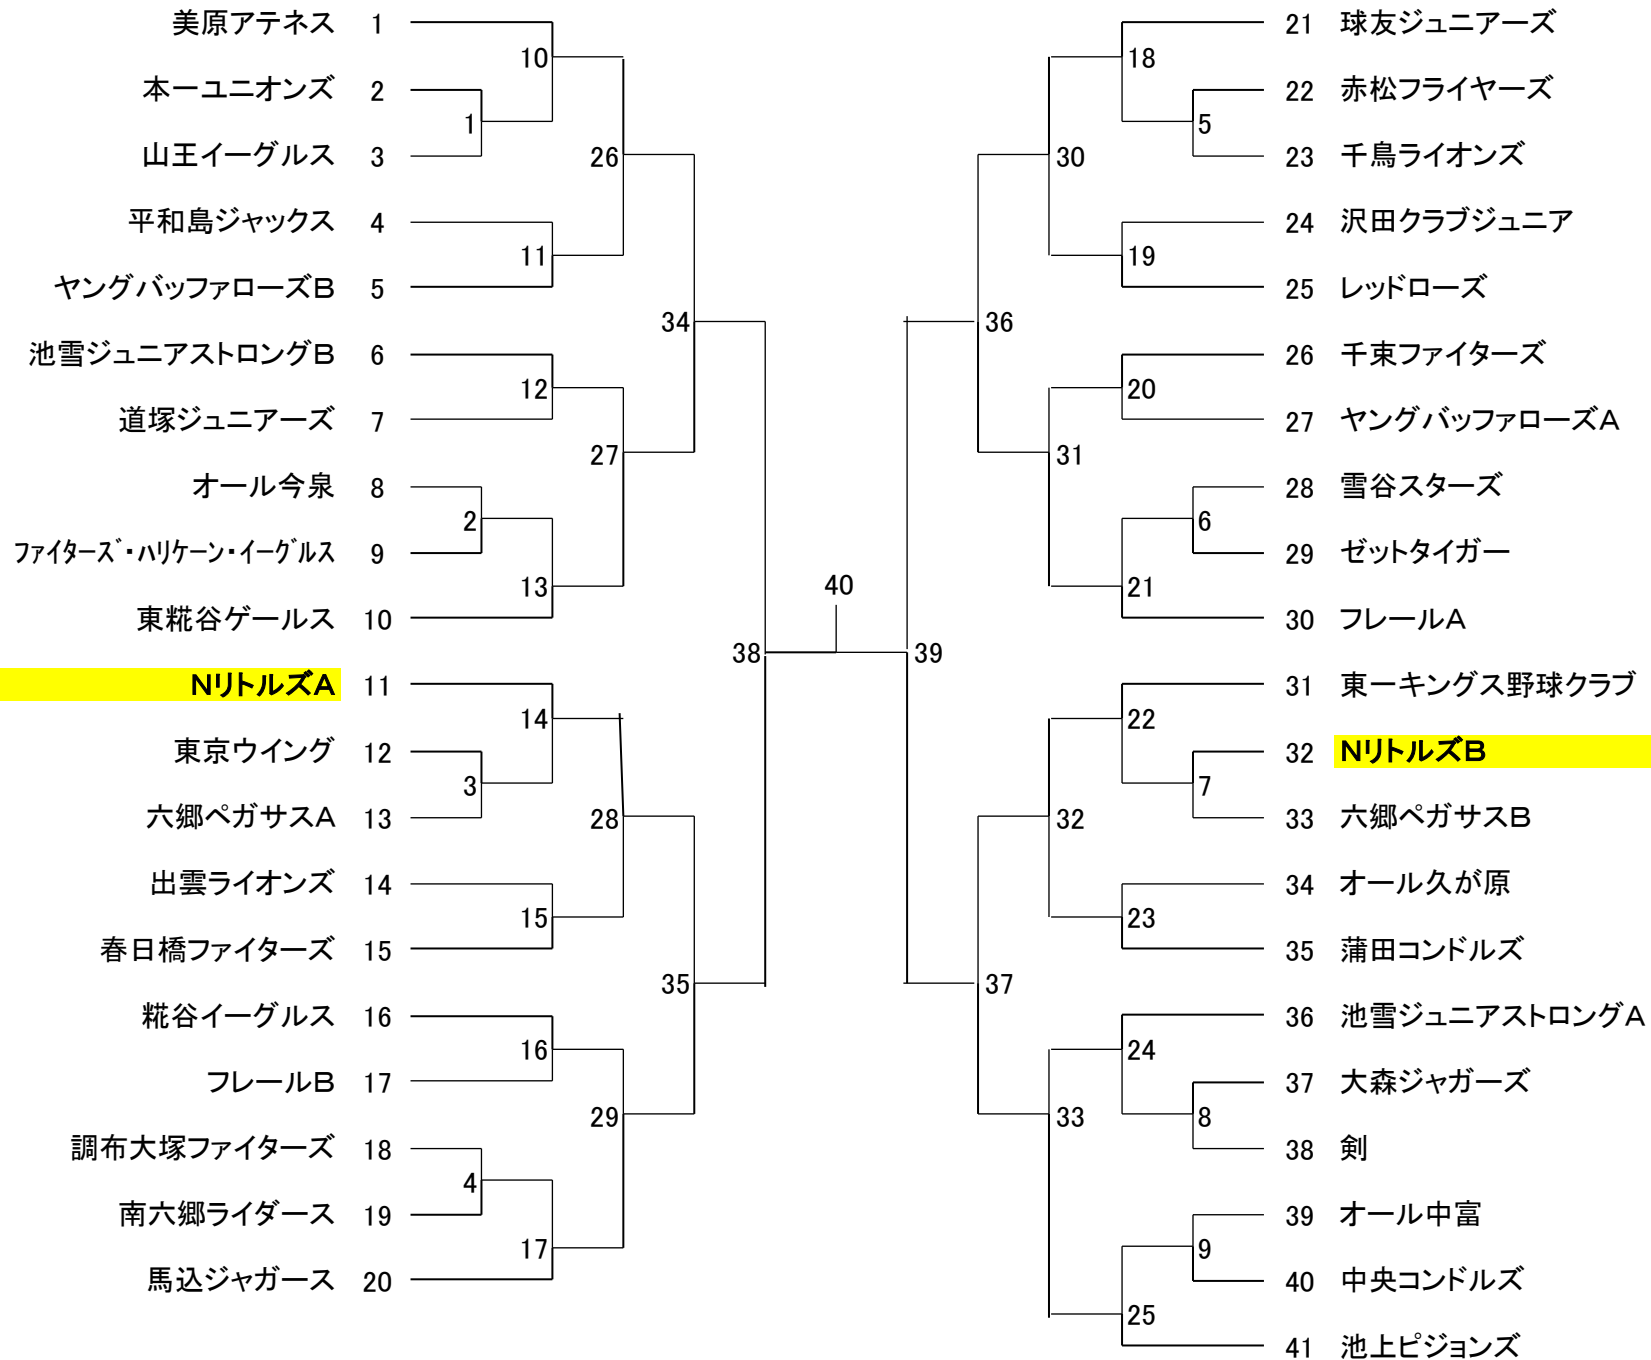 美原アテネス 1
本一ユニオンズ 2
山王イーグルス 3
平和島ジャックス 4
ヤングバッファローズB 5
池雪ジュニアストロングB 6
道塚ジュニアーズ 7
オール今泉 8
ファイターズ・ハリケーン・イーグルス 9
東糀谷ゲールス 10
NリトルズA 11
東京ウイング 12
六郷ペガサスA 13
出雲ライオンズ 14
春日橋ファイターズ 15
糀谷イーグルス 16
フレールB 17
調布大塚ファイターズ 18
南六郷ライダース 19
馬込ジャガース 20
1
2
3
4
10
11
12
13
14
15
16
17
26
27
28
29
34
35
38
40
39
36
37
30
31
32
33
18
19
20
21
22
23
24
25
5
6
7
8
9
21 球友ジュニアーズ
22 赤松フライヤーズ
23 千鳥ライオンズ
24 沢田クラブジュニア
25 レッドローズ
26 千束ファイターズ
27 ヤングバッファローズA
28 雪谷スターズ
29 ゼットタイガー
30 フレールA
31 東一キングス野球クラブ
32 NリトルズB
33 六郷ペガサスB
34 オール久が原
35 蒲田コンドルズ
36 池雪ジュニアストロングA
37 大森ジャガーズ
38 剣
39 オール中富
40 中央コンドルズ
41 池上ピジョンズ